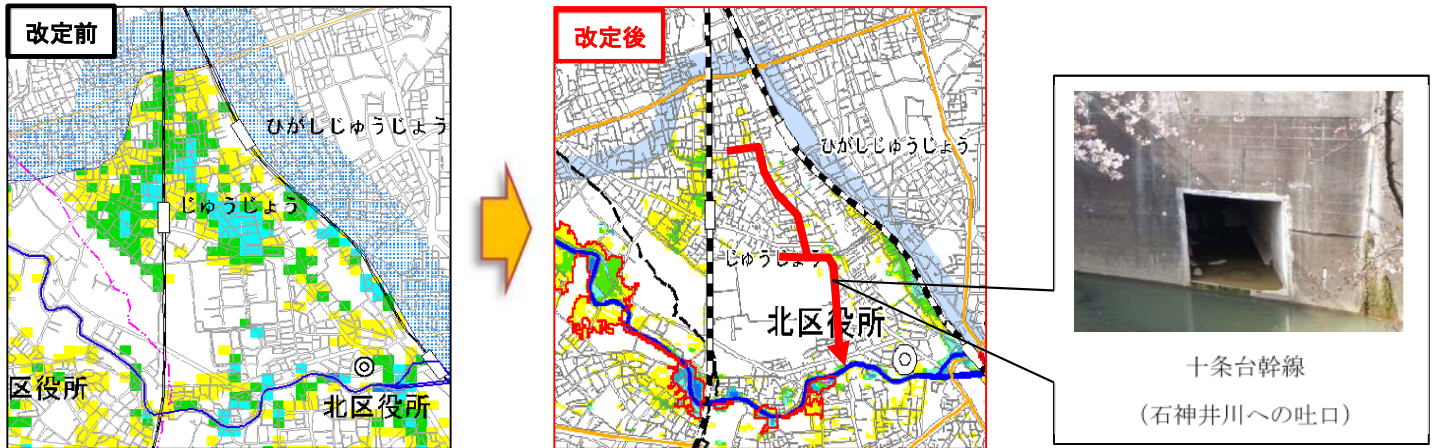 改定前
ひがしじゅうじょう
じゅうじょう
区役所
北区役所
改定後
ひがしじゅうじょう
じゅうじょう
北区役所
十条台幹線
(石神井川への吐口)